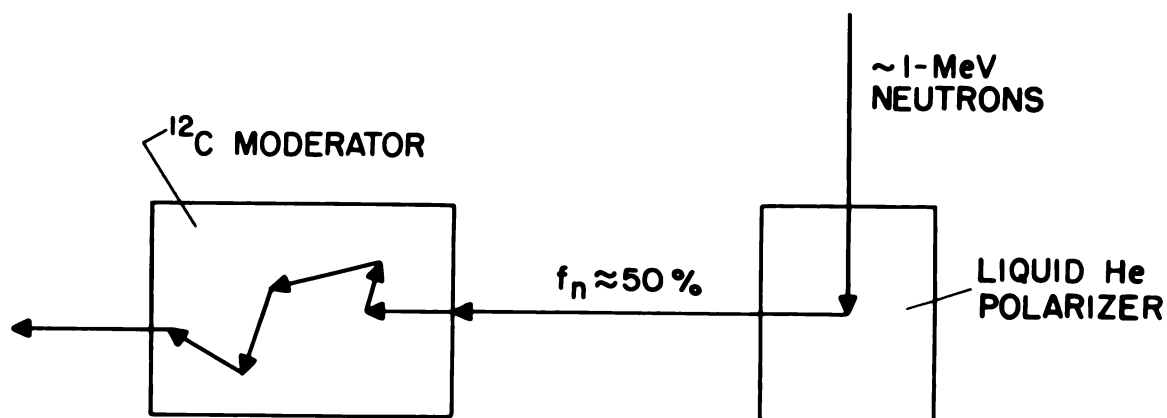 ~1-MeV
NEUTRONS
¹²C MODERATOR
fₙ≈50%
LIQUID He
POLARIZER